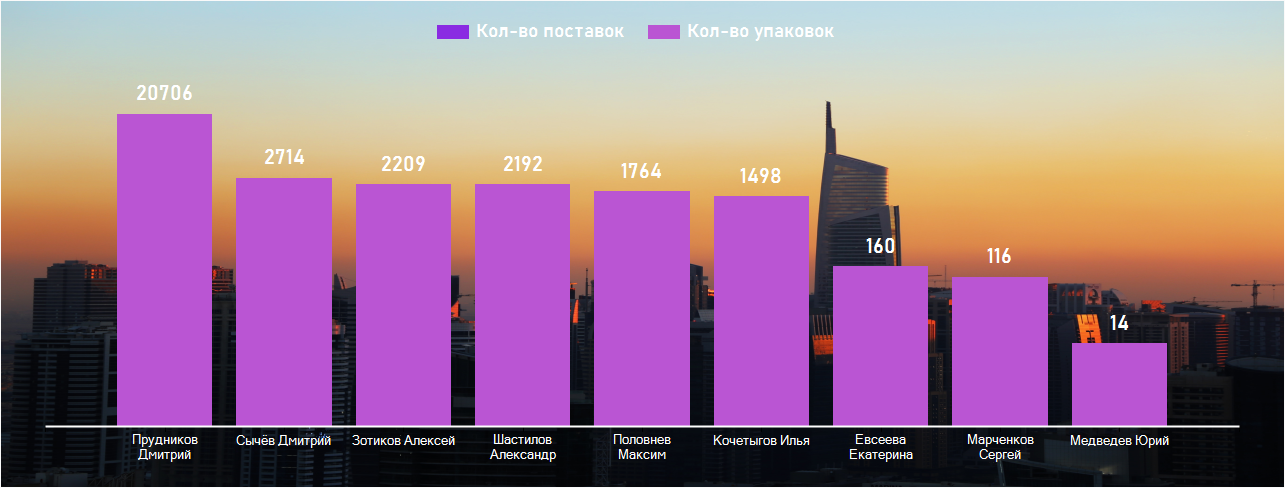 Кол-во поставок Кол-во упаковок
20706
2714
2209
2192
1764
1498
160
116
14
Прудников
Дмитрий
Сычёв Дмитрий
Зотиков Алексей
Шастилов
Александр
Половнев
Максим
Кочетыгов Илья
Евсеева
Екатерина
Марченков
Сергей
Медведев Юрий